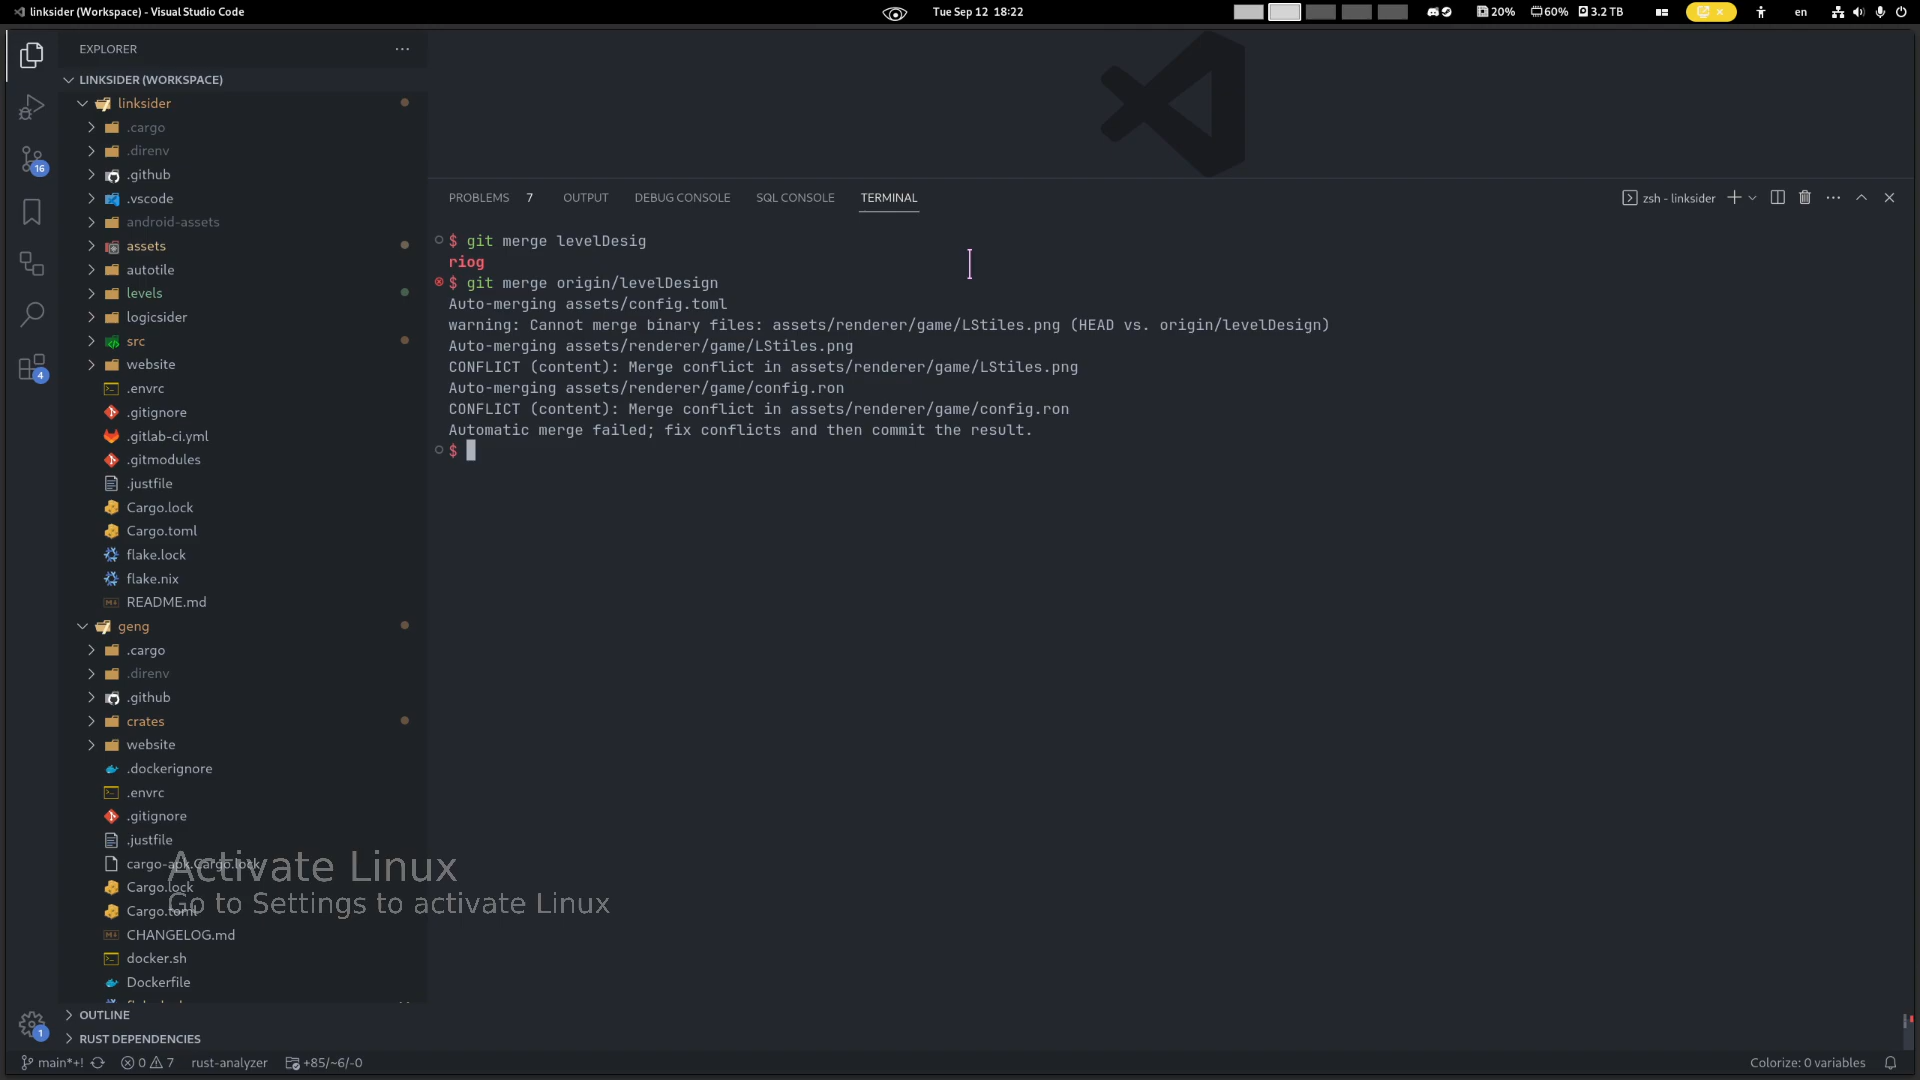 linksider (Workspace) - Visual Studio Code
Tue Sep 12 18:22
20%
60%
3.2 TB
en
EXPLORER
LINKSIDER (WORKSPACE)
linksider
.cargo
.direnv
.github
.vscode
android-assets
assets
autotile
levels
logicsider
src
website
.envrc
.gitignore
.gitlab-ci.yml
.gitmodules
.justfile
Cargo.lock
Cargo.toml
flake.lock
flake.nix
README.md
geng
.cargo
.direnv
.github
crates
website
.dockerignore
.envrc
.gitignore
.justfile
cargo-apk.Cargo.lock
Cargo.lock
Cargo.toml
CHANGELOG.md
docker.sh
Dockerfile
OUTLINE
RUST DEPENDENCIES
16
4
1
PROBLEMS 7 OUTPUT DEBUG CONSOLE SQL CONSOLE TERMINAL
zsh - linksider
$ git merge levelDesig
riog
$ git merge origin/levelDesign
Auto-merging assets/config.toml
warning: Cannot merge binary files: assets/renderer/game/LStiles.png (HEAD vs. origin/levelDesign)
Auto-merging assets/renderer/game/LStiles.png
CONFLICT (content): Merge conflict in assets/renderer/game/LStiles.png
Auto-merging assets/renderer/game/config.ron
CONFLICT (content): Merge conflict in assets/renderer/game/config.ron
Automatic merge failed; fix conflicts and then commit the result.
$
Activate Linux
Go to Settings to activate Linux
main*+! 0 7 rust-analyzer +85/~6/-0
Colorize: 0 variables